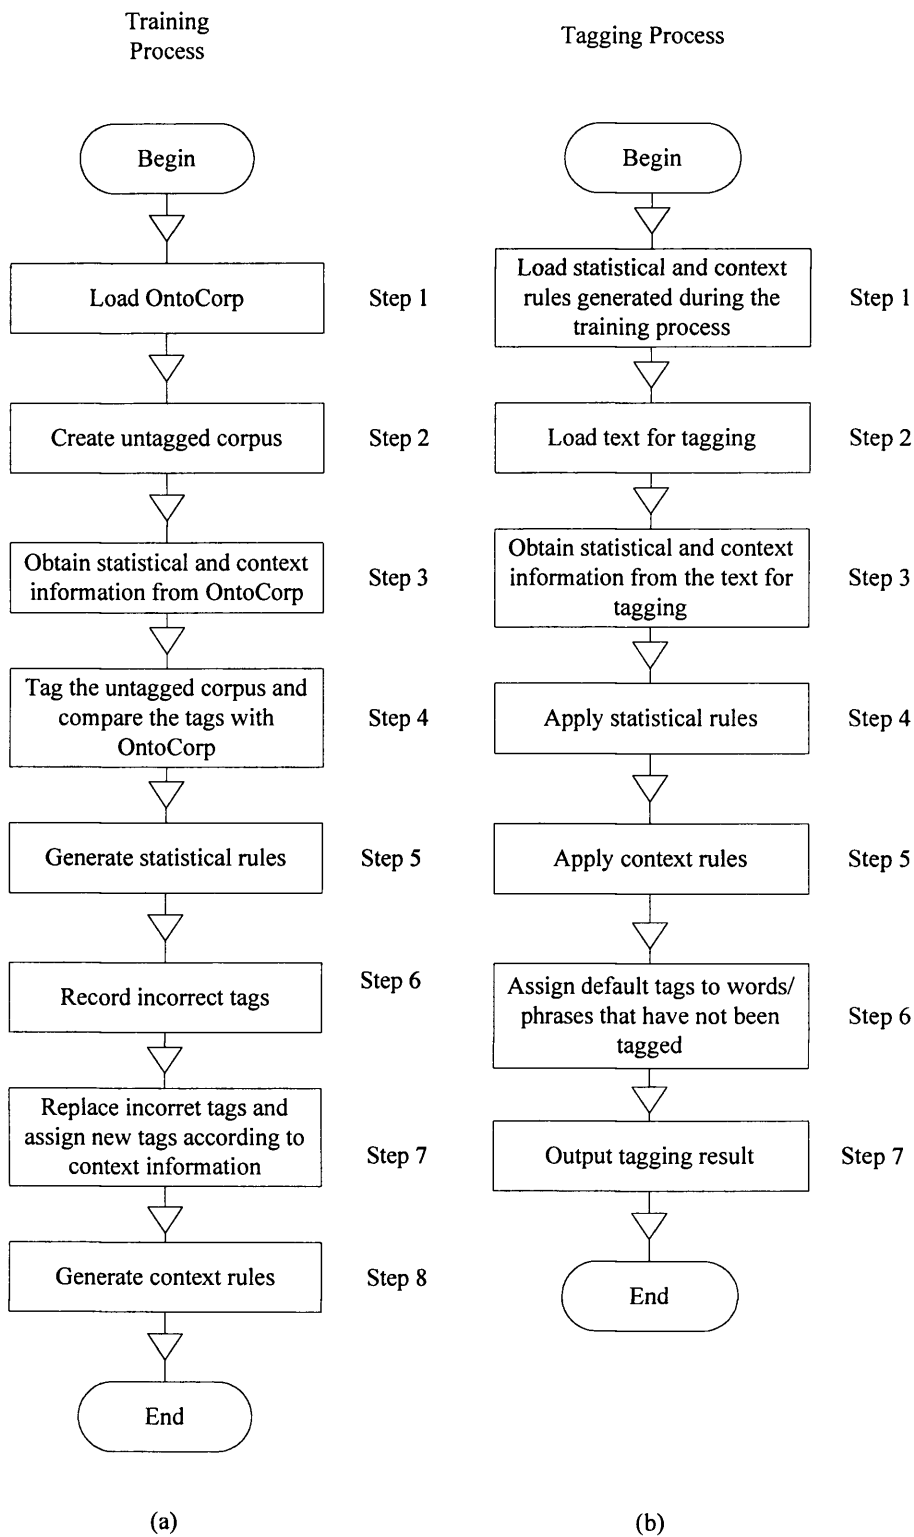 Training
Process
Begin
Load OntoCorp
Step 1
Create untagged corpus
Step 2
Obtain statistical and context
information from OntoCorp
Step 3
Tag the untagged corpus and
compare the tags with
OntoCorp
Step 4
Generate statistical rules
Step 5
Record incorrect tags
Step 6
Replace incorret tags and
assign new tags according to
context information
Step 7
Generate context rules
Step 8
End
(a)
Tagging Process
Begin
Load statistical and context
rules generated during the
training process
Step 1
Load text for tagging
Step 2
Obtain statistical and context
information from the text for
tagging
Step 3
Apply statistical rules
Step 4
Apply context rules
Step 5
Assign default tags to words/
phrases that have not been
tagged
Step 6
Output tagging result
Step 7
End
(b)